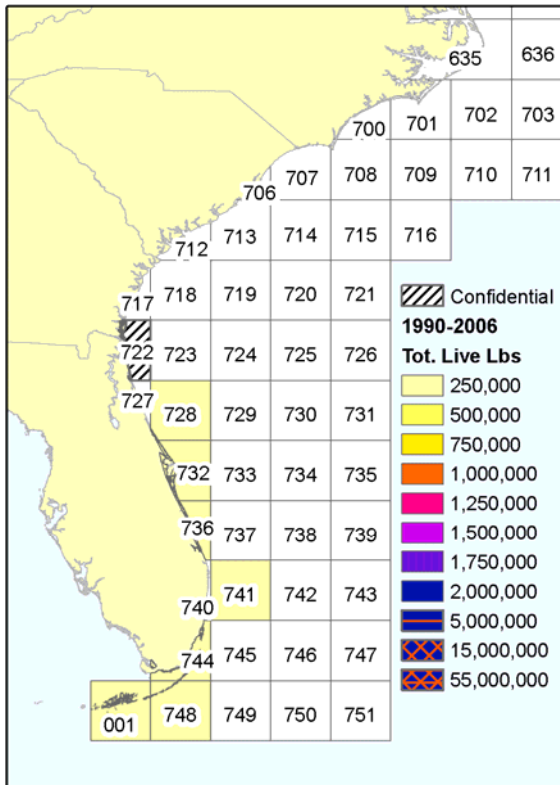 635 636
700 701 702 703
706 707 708 709 710 711
712 713 714 715 716
717 718 719 720 721
722 723 724 725 726
727 728 729 730 731
732 733 734 735
736 737 738 739
740 741 742 743
744 745 746 747
001 748 749 750 751
Confidential
1990-2006
Tot. Live Lbs
250,000
500,000
750,000
1,000,000
1,250,000
1,500,000
1,750,000
2,000,000
5,000,000
15,000,000
55,000,000